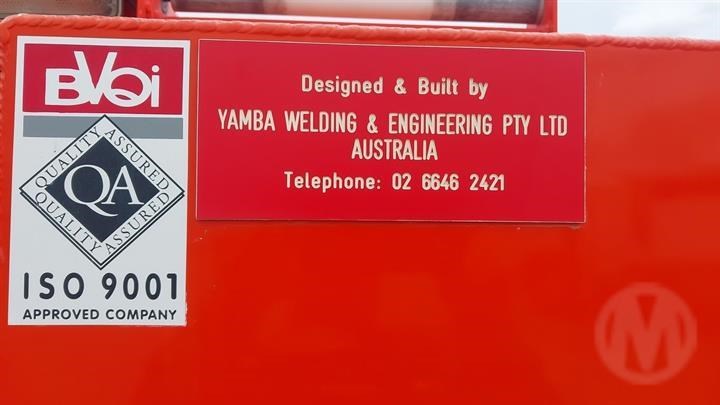 BVQi
QUALITY ASSURED
QA
QUALITY ASSURED
ISO 9001
APPROVED COMPANY
Designed & Built by
YAMBA WELDING & ENGINEERING PTY LTD
AUSTRALIA
Telephone: 02 6646 2421
M